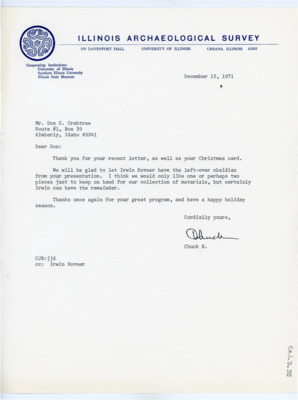 ILLINOIS ARCHAEOLOGICAL SURVEY
109 DAVENPORT HALL UNIVERSITY OF ILLINOIS URBANA, ILLINOIS 61801
Cooperating Institutions:
University of Illinois
Southern Illinois University
Illinois State Museum
December 15, 1971
Mr. Don E. Crabtree
Route #1, Box 39
Kimberly, Idaho 83341
Dear Don:
Thank you for your recent letter, as well as your Christmas card.
We will be glad to let Irwin Rovner have the left-over obsidian
from your presentation. I think we would only like one or perhaps two
pieces just to keep on hand for our collection of materials, but certainly
Irwin can have the remainder.
Thanks once again for your great program, and have a happy holiday
season.
Cordially yours,
Chuck
Chuck B.
CJB:jjd
cc: Irwin Rovner